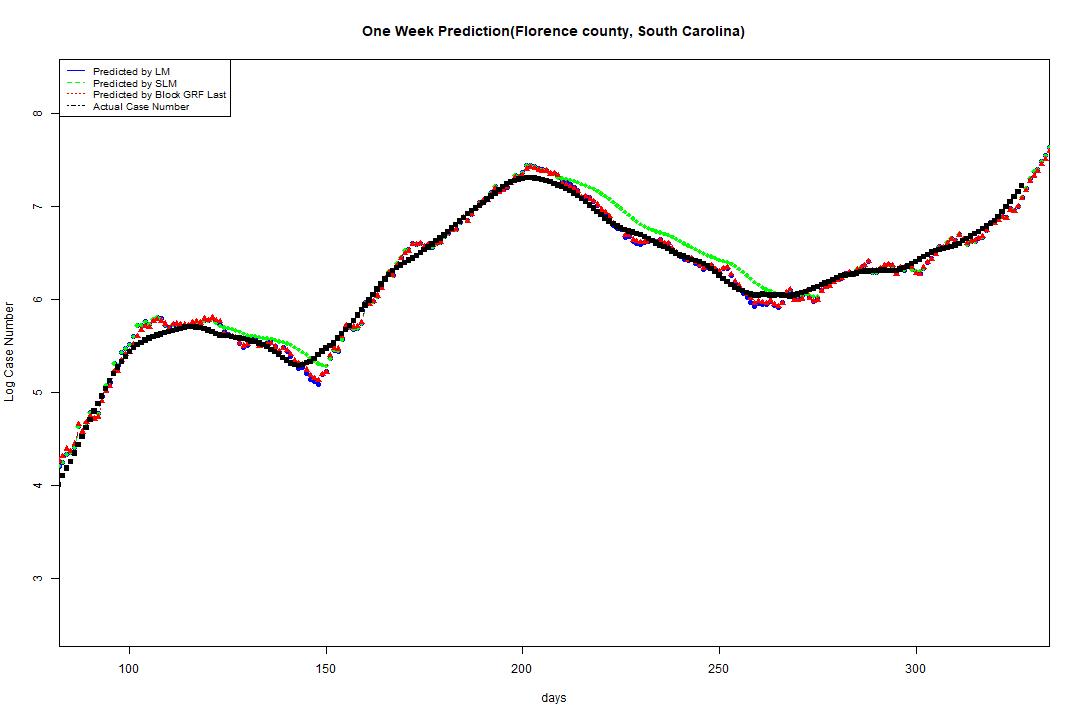 One Week Prediction(Florence county, South Carolina)
Predicted by LM
Predicted by SLM
Predicted by Block GRF Last
Actual Case Number
8
7
6
5
4
3
Log Case Number
100 150 200 250 300
days